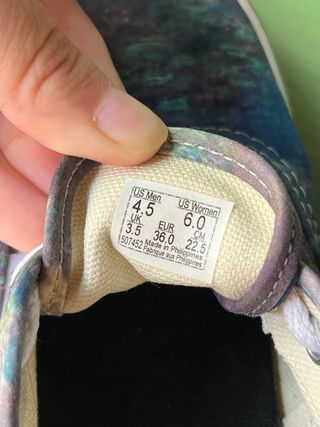 US Men US Women
4.5 6.0
UK EUR CM
3.5 36.0 22.5
507452 Made in Philippines
Fabriqué aux Philippines